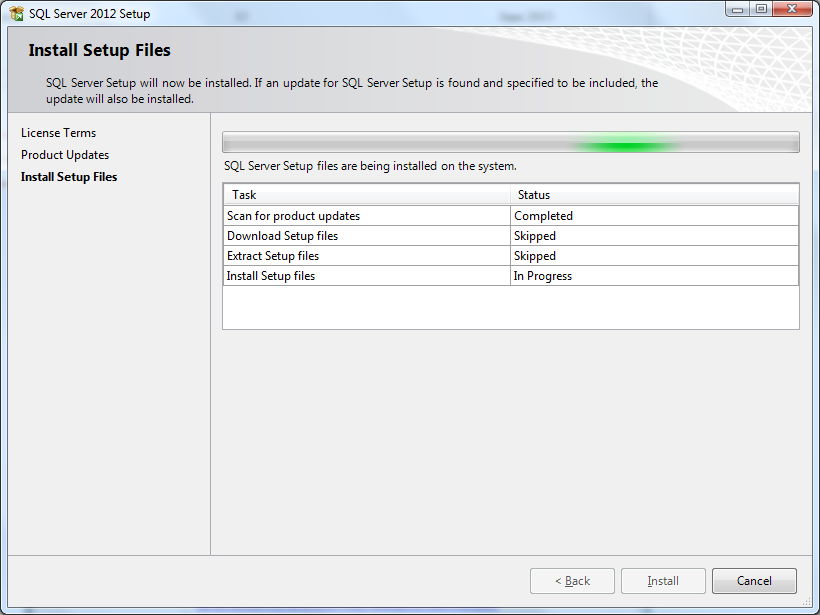 SQL Server 2012 Setup
Install Setup Files
SQL Server Setup will now be installed. If an update for SQL Server Setup is found and specified to be included, the
update will also be installed.
License Terms
Product Updates
Install Setup Files
SQL Server Setup files are being installed on the system.
Task Status
Scan for product updates Completed
Download Setup files Skipped
Extract Setup files Skipped
Install Setup files In Progress
< Back Install Cancel